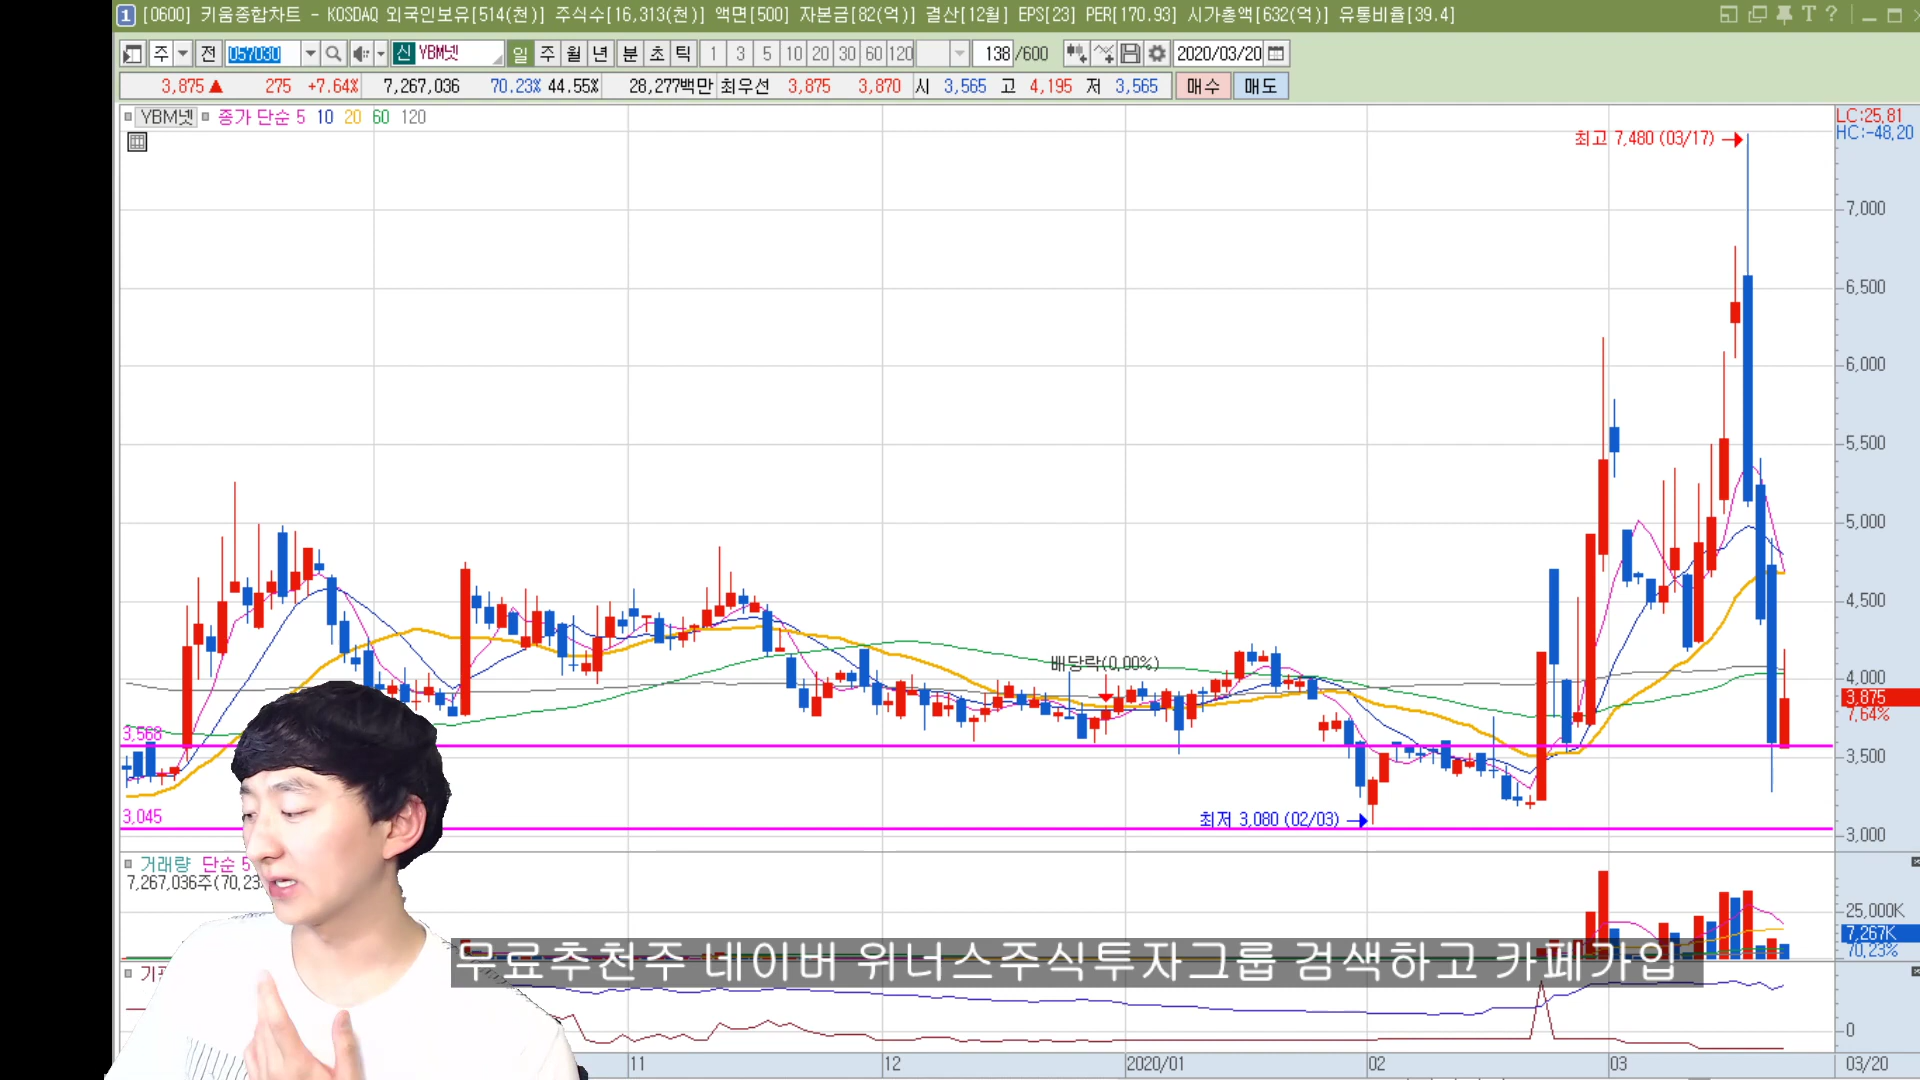 1 [0600] 키움종합차트 - KOSDAQ 외국인보유[514(천)] 주식수[16,313(천)] 액면[500] 자본금[82(억)] 결산[12월] EPS[23] PER[170.93] 시가총액[632(억)] 유통비율[39.4] T ?
주 전 057030 신 YBM넷 일 주 월 년 분 초 틱 1 3 5 10 20 30 60 120 138 /600 2020/03/20
3,875▲ 275 +7.64% 7,267,036 70.23% 44.55% 28,277백만 최우선 3,875 3,870 시 3,565 고 4,195 저 3,565 매수 매도
YBM넷 종가 단순 5 10 20 60 120
LC:25.81
HC:-48.20
최고 7,480 (03/17)
7,000
6,500
6,000
5,500
5,000
4,500
배당락(0.00%)
4,000
3,875
7.64%
3,568
3,500
3,045
최저 3,080 (02/03)
3,000
거래량 단순 5
7,267,036주(70.23
25,000K
7,267K
70.23%
무료추천주 네이버 위너스주식투자그룹 검색하고 카페가입
0
11 12 2020/01 02 03 03/20